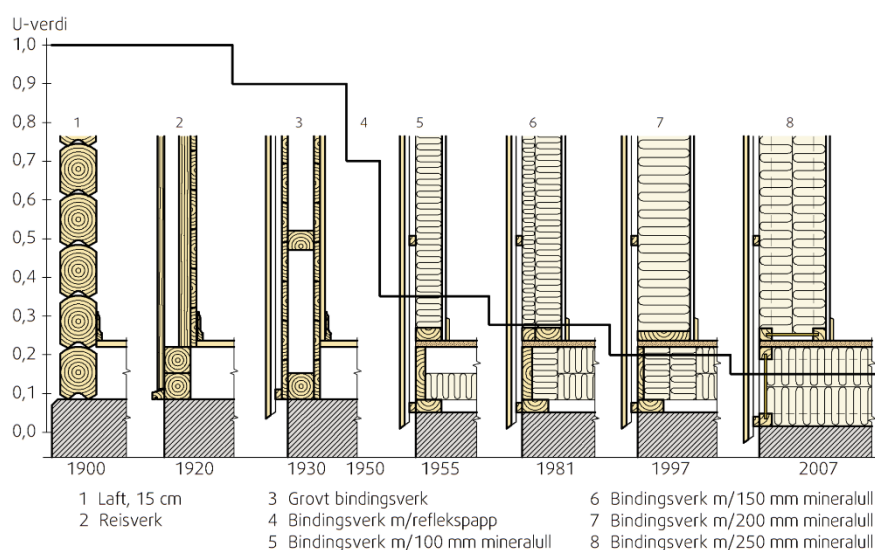 U-verdi
1,0
0,9
0,8
0,7
0,6
0,5
0,4
0,3
0,2
0,1
0,0
1 2 3 4 5 6 7 8
1900 1920 1930 1950 1955 1981 1997 2007
1 Laft, 15 cm
2 Reisverk
3 Grovt bindingsverk
4 Bindingsverk m/reflekspapp
5 Bindingsverk m/100 mm mineralull
6 Bindingsverk m/150 mm mineralull
7 Bindingsverk m/200 mm mineralull
8 Bindingsverk m/250 mm mineralull